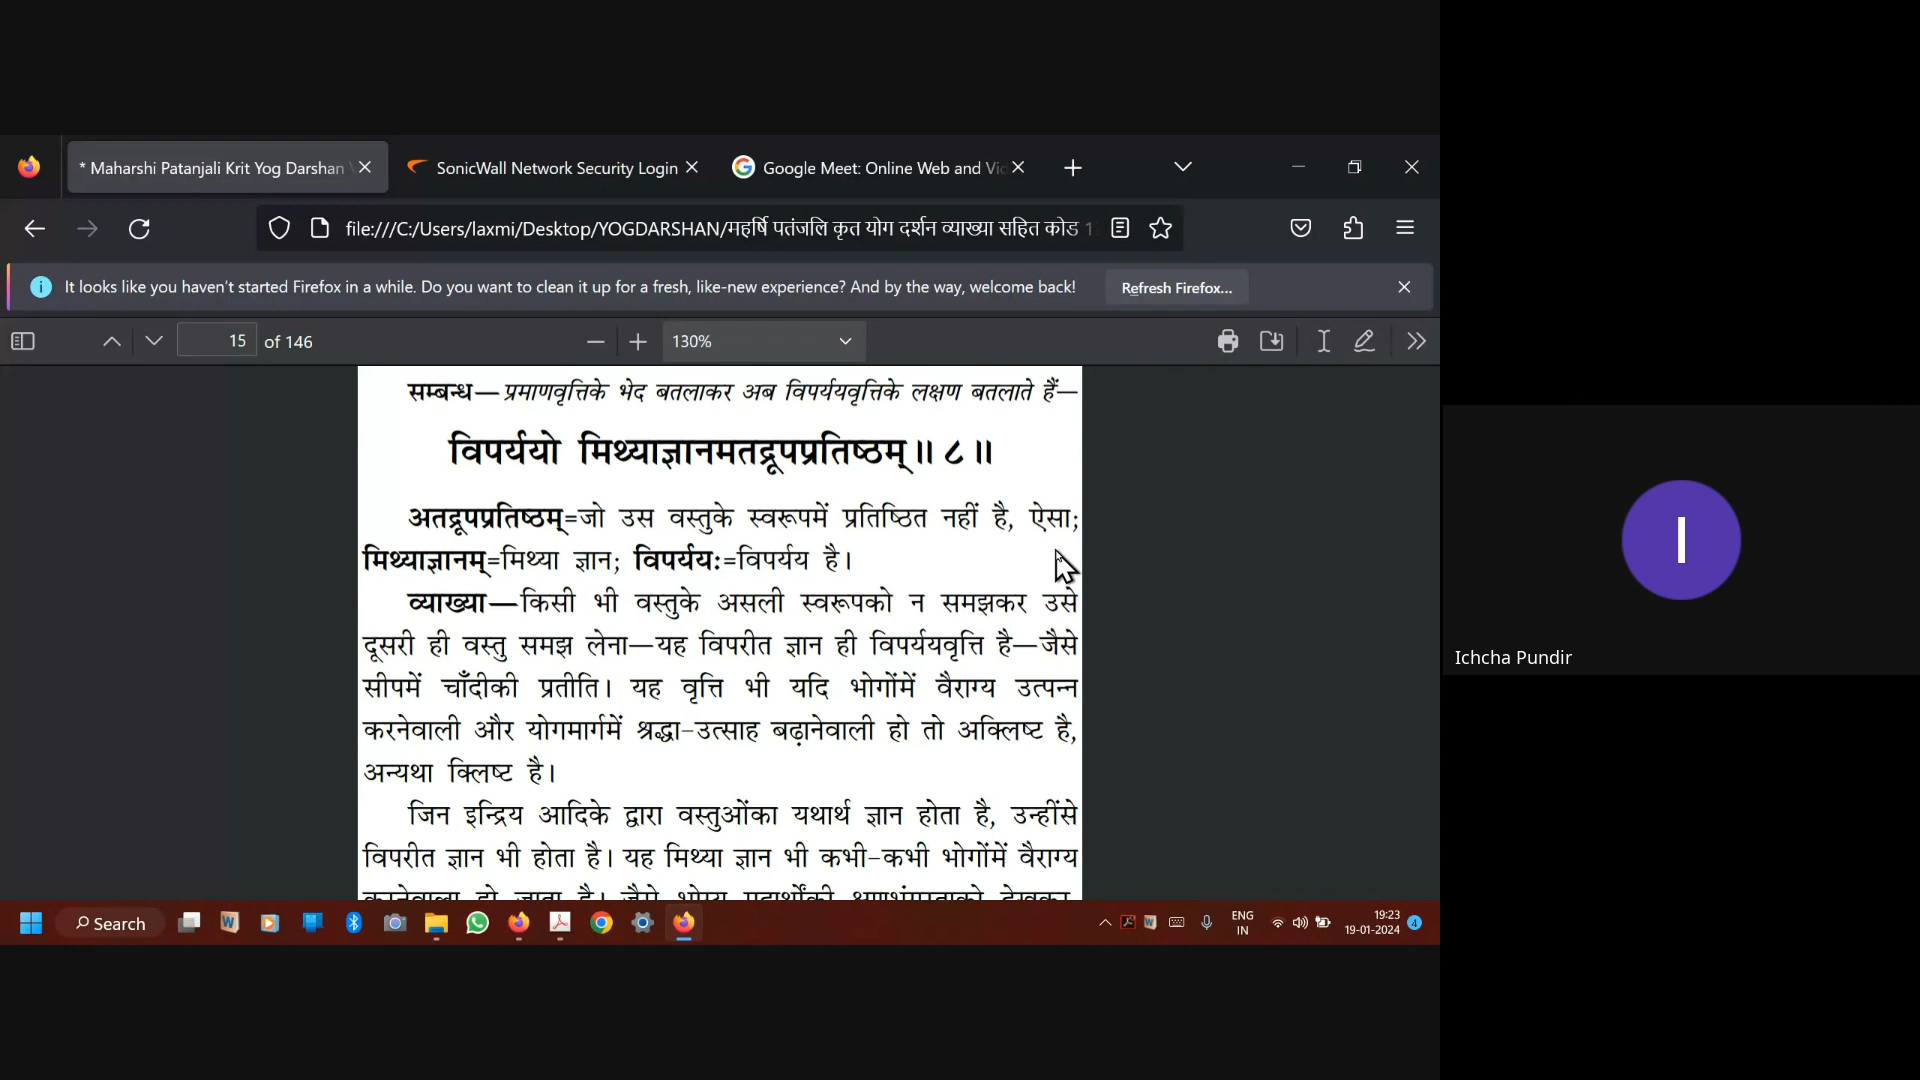 * Maharshi Patanjali Krit Yog Darshan
SonicWall Network Security Login
Google Meet: Online Web and Vid
file:///C:/Users/laxmi/Desktop/YOGDARSHAN/महर्षि पतंजलि कृत योग दर्शन व्याख्या सहित कोड 1
It looks like you haven't started Firefox in a while. Do you want to clean it up for a fresh, like-new experience? And by the way, welcome back!
Refresh Firefox...
15 of 146
130%
सम्बन्ध—प्रमाणवृत्तिके भेद बतलाकर अब विपर्ययवृत्तिके लक्षण बतलाते हैं—
विपर्ययो मिथ्याज्ञानमतद्रूपप्रतिष्ठम्॥ ८॥
अतद्रूपप्रतिष्ठम्=जो उस वस्तुके स्वरूपमें प्रतिष्ठित नहीं है, ऐसा;
मिथ्याज्ञानम्=मिथ्या ज्ञान; विपर्ययः=विपर्यय है।
व्याख्या—किसी भी वस्तुके असली स्वरूपको न समझकर उसे
दूसरी ही वस्तु समझ लेना—यह विपरीत ज्ञान ही विपर्ययवृत्ति है—जैसे
सीपमें चाँदीकी प्रतीति। यह वृत्ति भी यदि भोगोंमें वैराग्य उत्पन्न
करनेवाली और योगमार्गमें श्रद्धा-उत्साह बढ़ानेवाली हो तो अक्लिष्ट है,
अन्यथा क्लिष्ट है।
जिन इन्द्रिय आदिके द्वारा वस्तुओंका यथार्थ ज्ञान होता है, उन्हींसे
विपरीत ज्ञान भी होता है। यह मिथ्या ज्ञान भी कभी-कभी भोगोंमें वैराग्य
Ichcha Pundir
Search
ENG
IN
19:23
19-01-2024
4
I